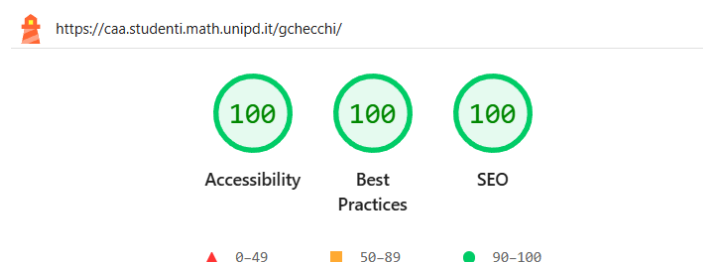 https://caa.studenti.math.unipd.it/gchecchi/
100 100 100
Accessibility Best Practices SEO
0–49 50–89 90–100